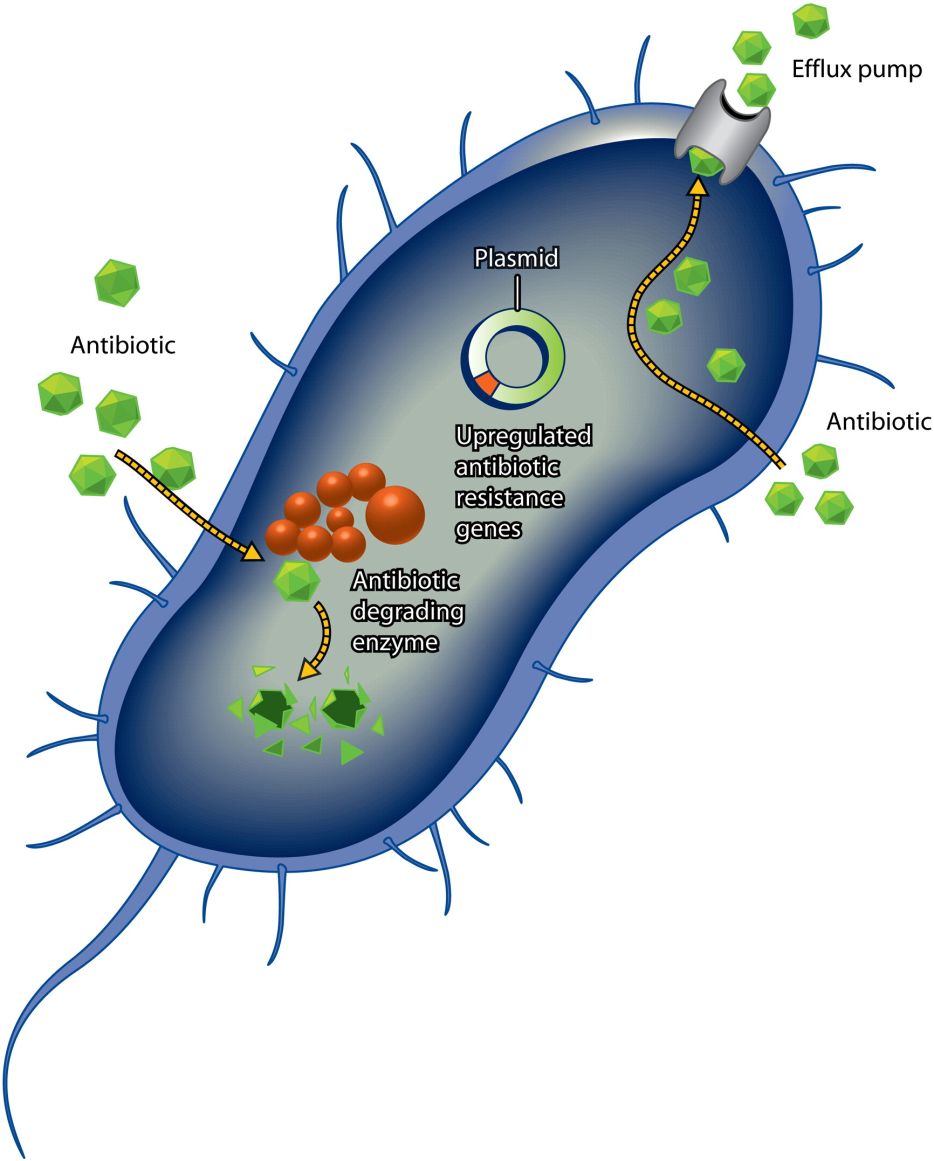 Efflux pump
Plasmid
Antibiotic
Antibiotic
Upregulated
antibiotic
resistance
genes
Antibiotic
degrading
enzyme